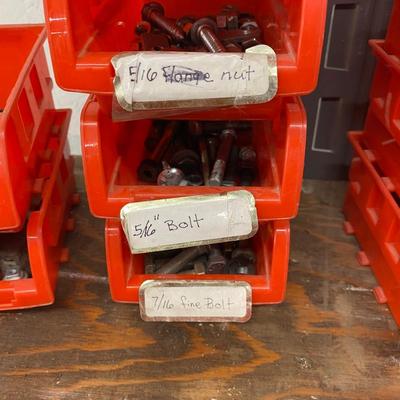 5/16 Flange nut
5/16" Bolt
7/16 fine Bolt